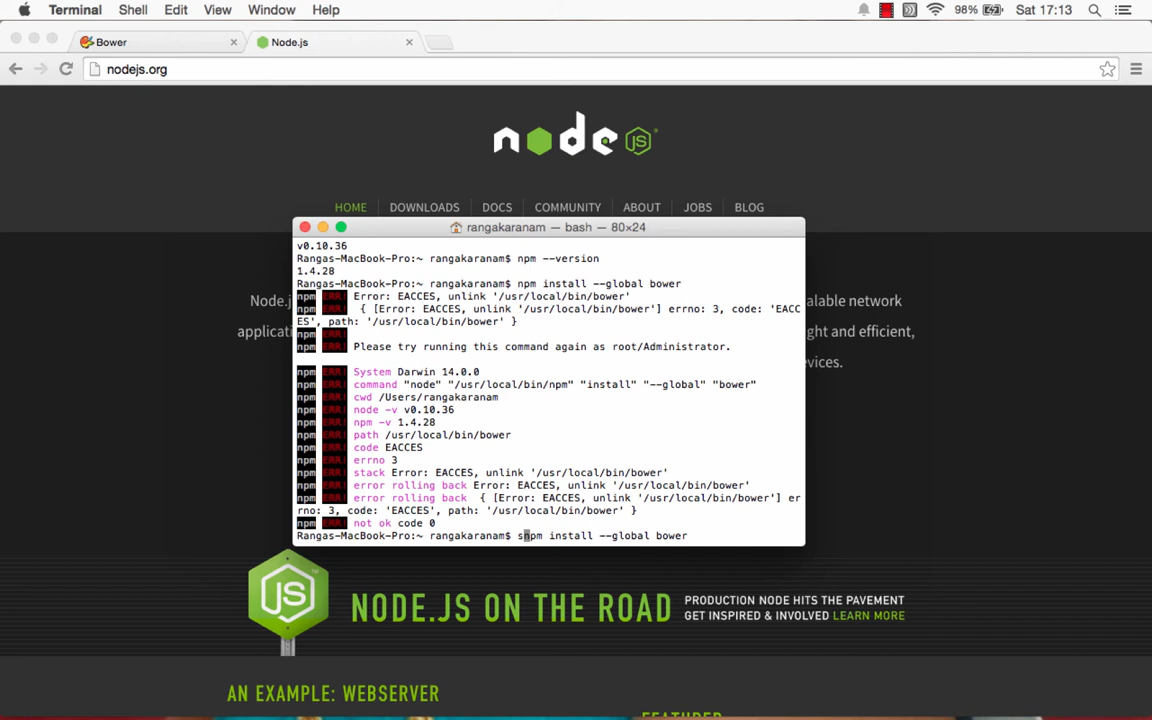 Terminal Shell Edit View Window Help 98% Sat 17:13
Bower Node.js
nodejs.org
node JS
HOME DOWNLOADS DOCS COMMUNITY ABOUT JOBS BLOG
rangakaranam — bash — 80×24
v0.10.36
Rangas-MacBook-Pro:~ rangakaranam$ npm --version
1.4.28
Rangas-MacBook-Pro:~ rangakaranam$ npm install --global bower
npm ERR! Error: EACCES, unlink '/usr/local/bin/bower'
npm ERR!  { [Error: EACCES, unlink '/usr/local/bin/bower'] errno: 3, code: 'EACC
ES', path: '/usr/local/bin/bower' }
npm ERR!
npm ERR! Please try running this command again as root/Administrator.
npm ERR! System Darwin 14.0.0
npm ERR! command "node" "/usr/local/bin/npm" "install" "--global" "bower"
npm ERR! cwd /Users/rangakaranam
npm ERR! node -v v0.10.36
npm ERR! npm -v 1.4.28
npm ERR! path /usr/local/bin/bower
npm ERR! code EACCES
npm ERR! errno 3
npm ERR! stack Error: EACCES, unlink '/usr/local/bin/bower'
npm ERR! error rolling back Error: EACCES, unlink '/usr/local/bin/bower'
npm ERR! error rolling back  { [Error: EACCES, unlink '/usr/local/bin/bower'] er
rno: 3, code: 'EACCES', path: '/usr/local/bin/bower' }
npm ERR! not ok code 0
Rangas-MacBook-Pro:~ rangakaranam$ snpm install --global bower
Node.j alable network
applicati ght and efficient,
vices.
JS NODE.JS ON THE ROAD PRODUCTION NODE HITS THE PAVEMENT
GET INSPIRED & INVOLVED LEARN MORE
AN EXAMPLE: WEBSERVER